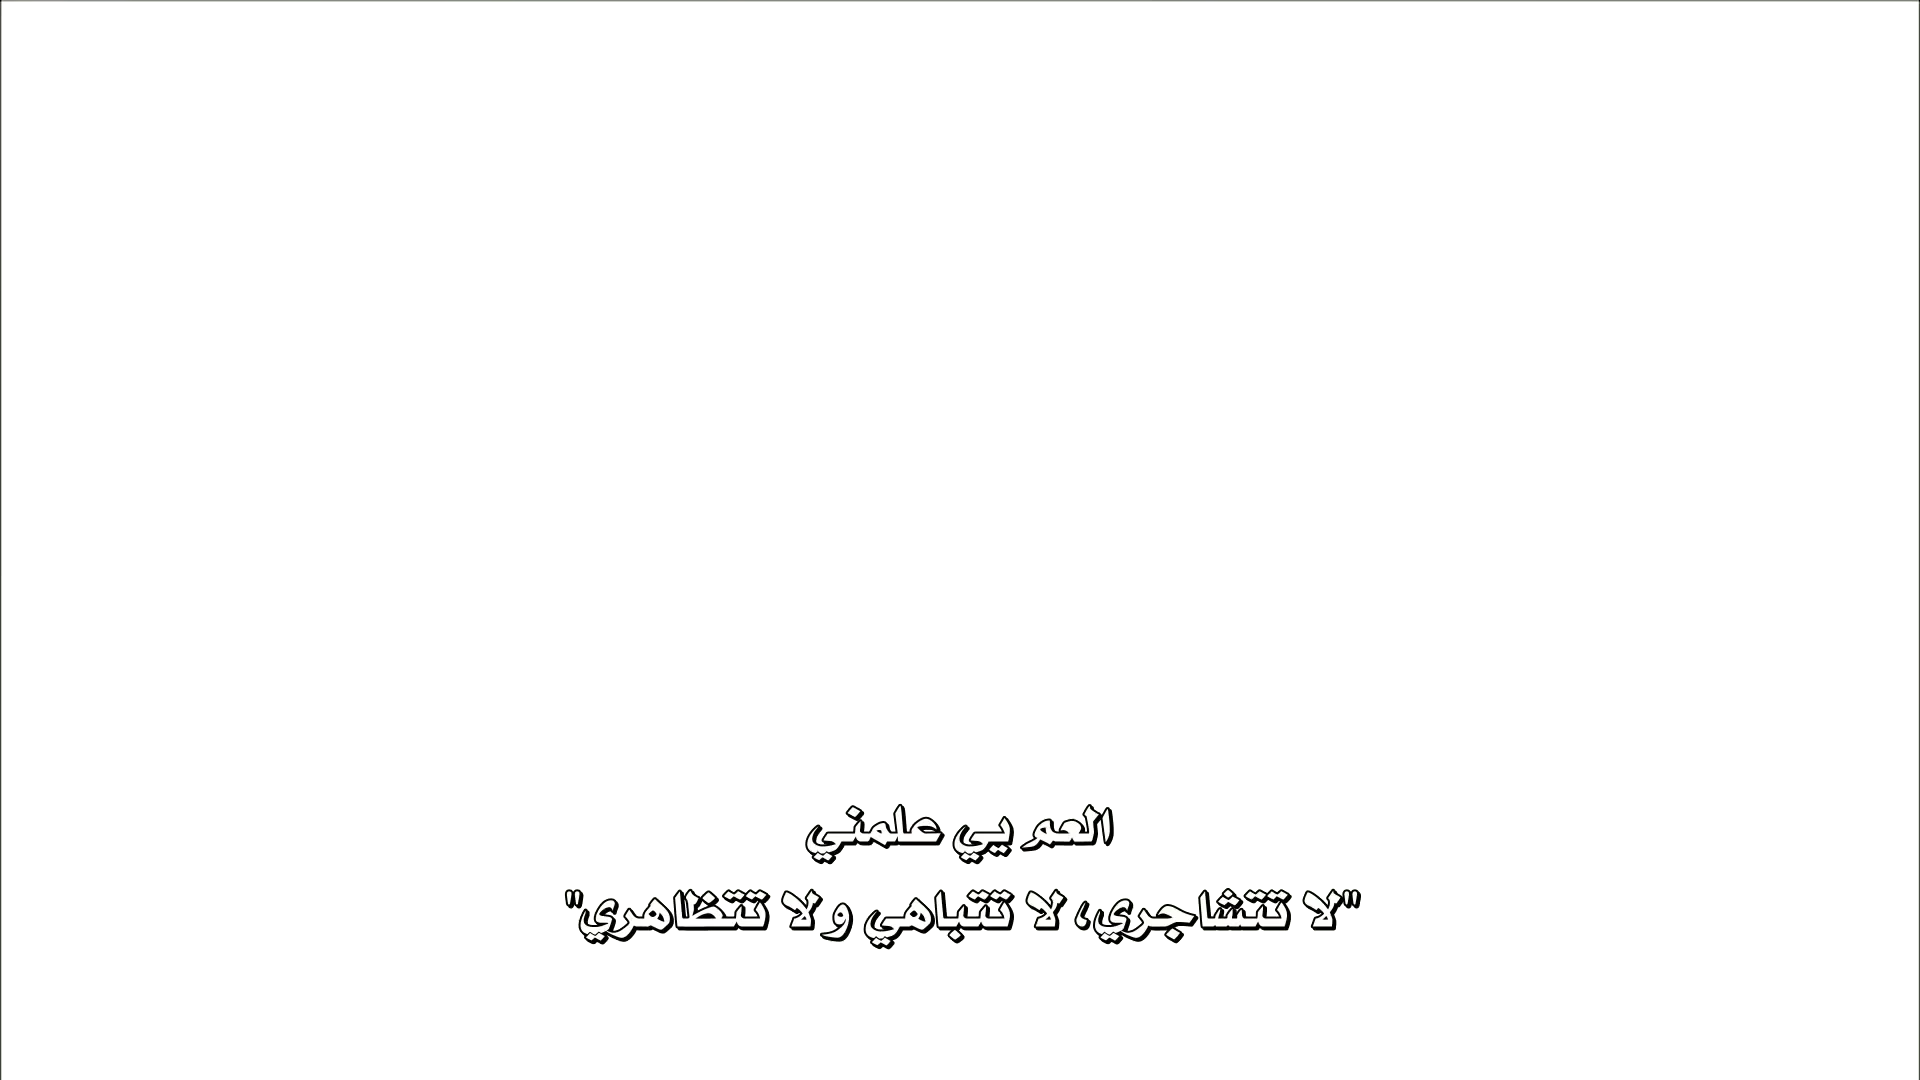 العم يي علمني
"لا تتشاجري، لا تتباهي ولا تتظاهري"